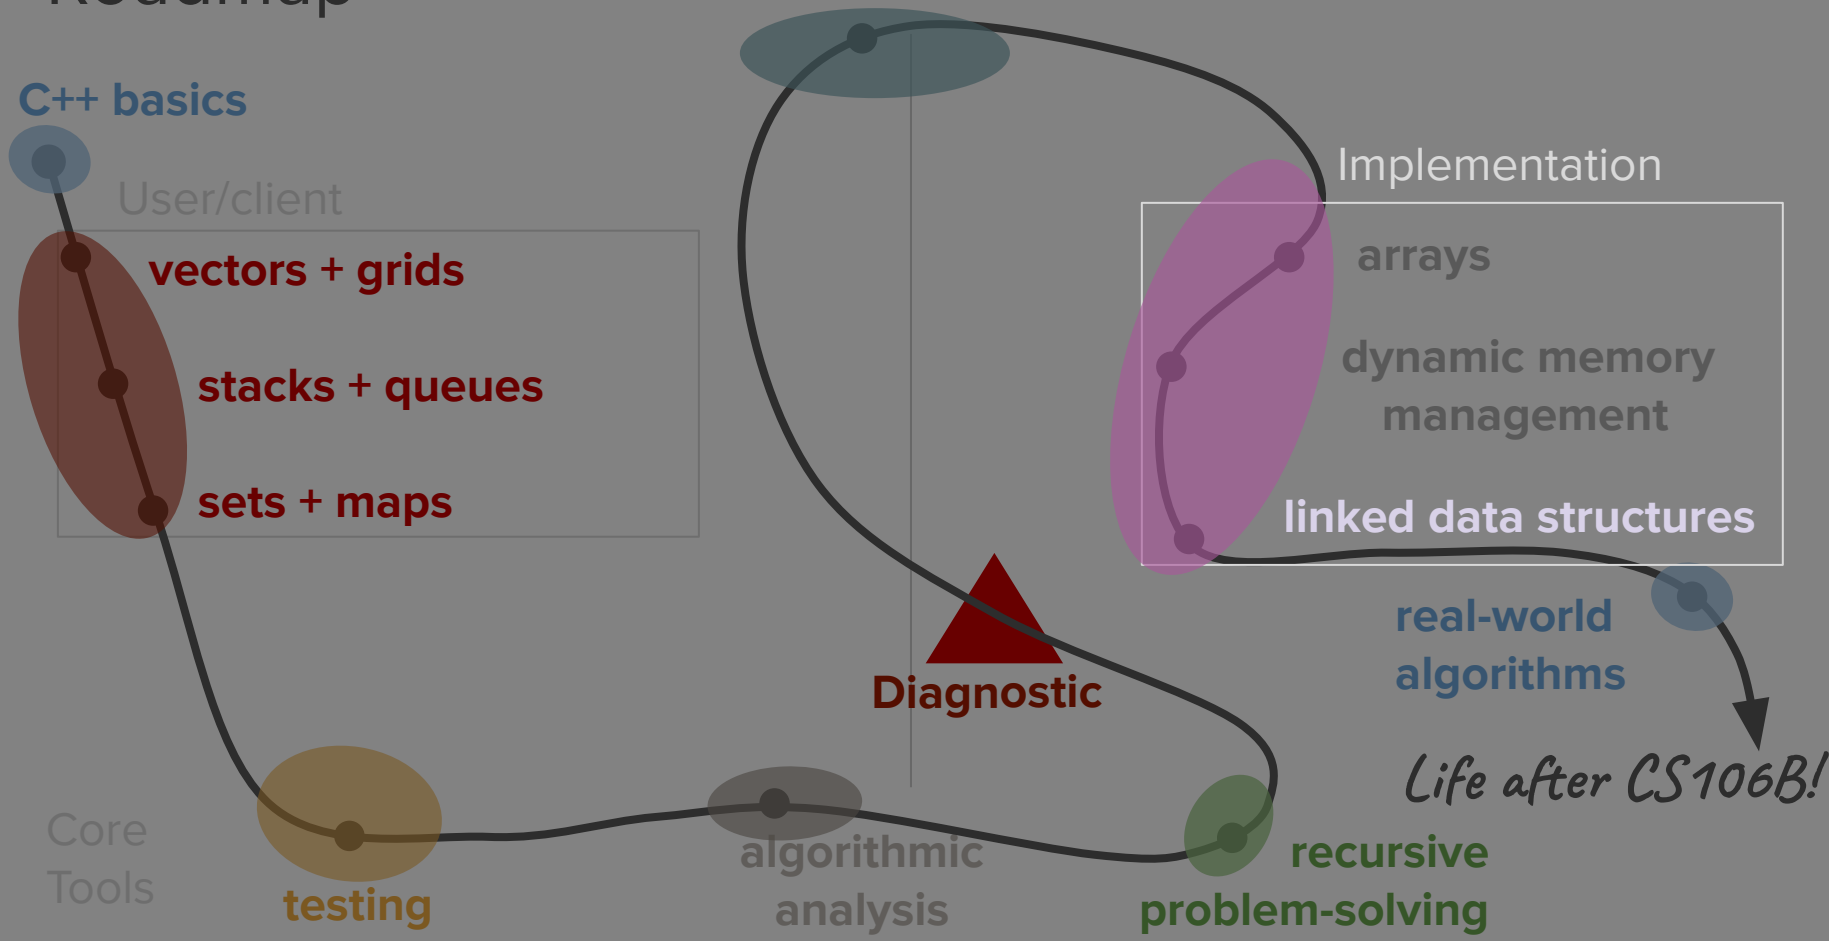 Roadmap
C++ basics
User/client
vectors + grids
stacks + queues
sets + maps
Core
Tools
testing
algorithmic
analysis
Diagnostic
recursive
problem-solving
Implementation
arrays
dynamic memory
management
linked data structures
real-world
algorithms
Life after CS106B!